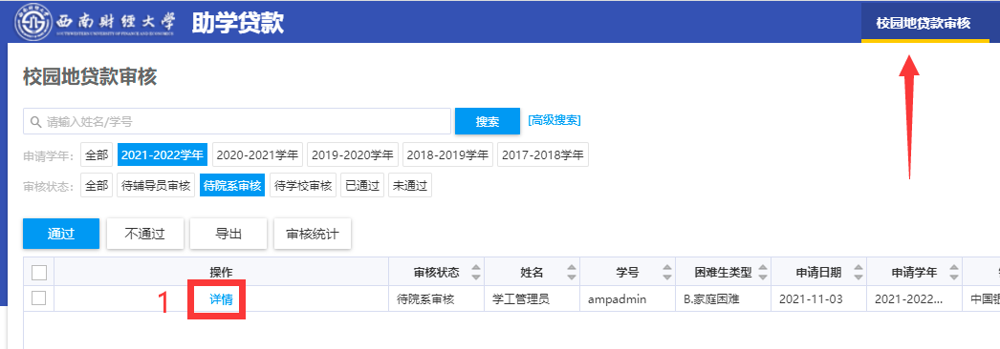 西南财经大学 助学贷款 校园地贷款审核
SOUTHWESTERN UNIVERSITY OF FINANCE AND ECONOMICS
校园地贷款审核
请输入姓名/学号 搜索 [高级搜索]
申请学年: 全部 2021-2022学年 2020-2021学年 2019-2020学年 2018-2019学年 2017-2018学年
审核状态: 全部 待辅导员审核 待院系审核 待学校审核 已通过 未通过
通过 不通过 导出 审核统计
操作 审核状态 姓名 学号 困难生类型 申请日期 申请学年
1 详情 待院系审核 学工管理员 ampadmin B.家庭困难 2021-11-03 2021-2022... 中国